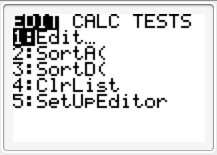 EDIT CALC TESTS
1:Edit…
2:SortA(
3:SortD(
4:ClrList
5:SetUpEditor